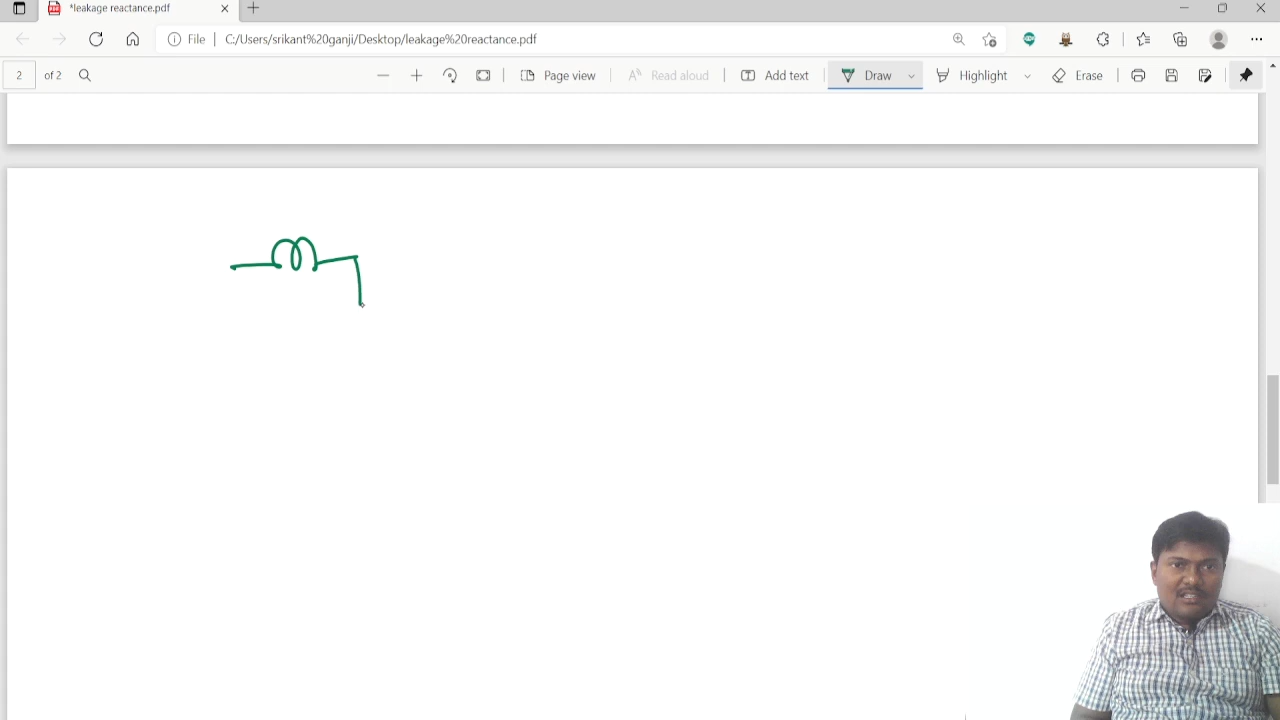 *leakage reactance.pdf
File | C:/Users/srikant%20ganji/Desktop/leakage%20reactance.pdf
2 of 2 Page view Read aloud Add text Draw Highlight Erase